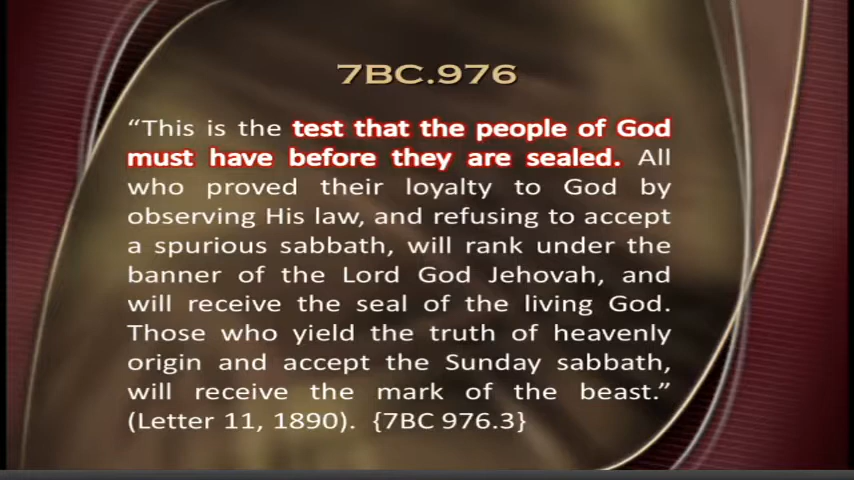 7BC.976
“This is the test that the people of God
must have before they are sealed. All
who proved their loyalty to God by
observing His law, and refusing to accept
a spurious sabbath, will rank under the
banner of the Lord God Jehovah, and
will receive the seal of the living God.
Those who yield the truth of heavenly
origin and accept the Sunday sabbath,
will receive the mark of the beast.”
(Letter 11, 1890). {7BC 976.3}